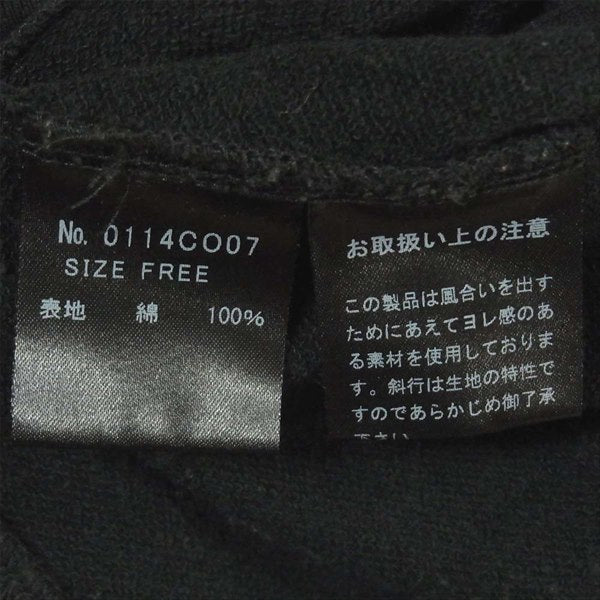 No. 0114CO07
SIZE FREE
表地 綿 100%
お取扱い上の注意
この製品は風合いを出す
ためにあえてヨレ感のあ
る素材を使用しておりま
す。斜行は生地の特性で
すのであらかじめ御了承
下さい。